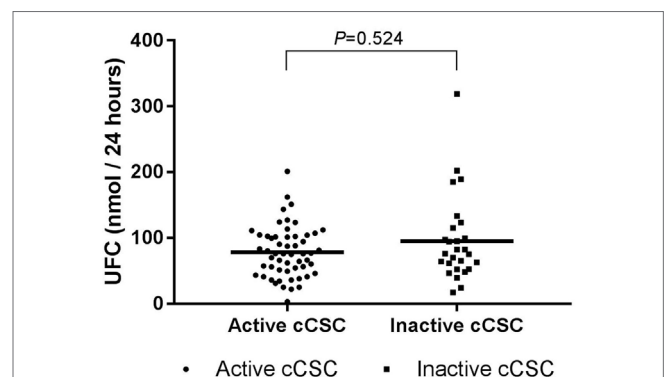 400
P=0.524
300
200
100
0
UFC (nmol / 24 hours)
Active cCSC Inactive cCSC
Active cCSC Inactive cCSC